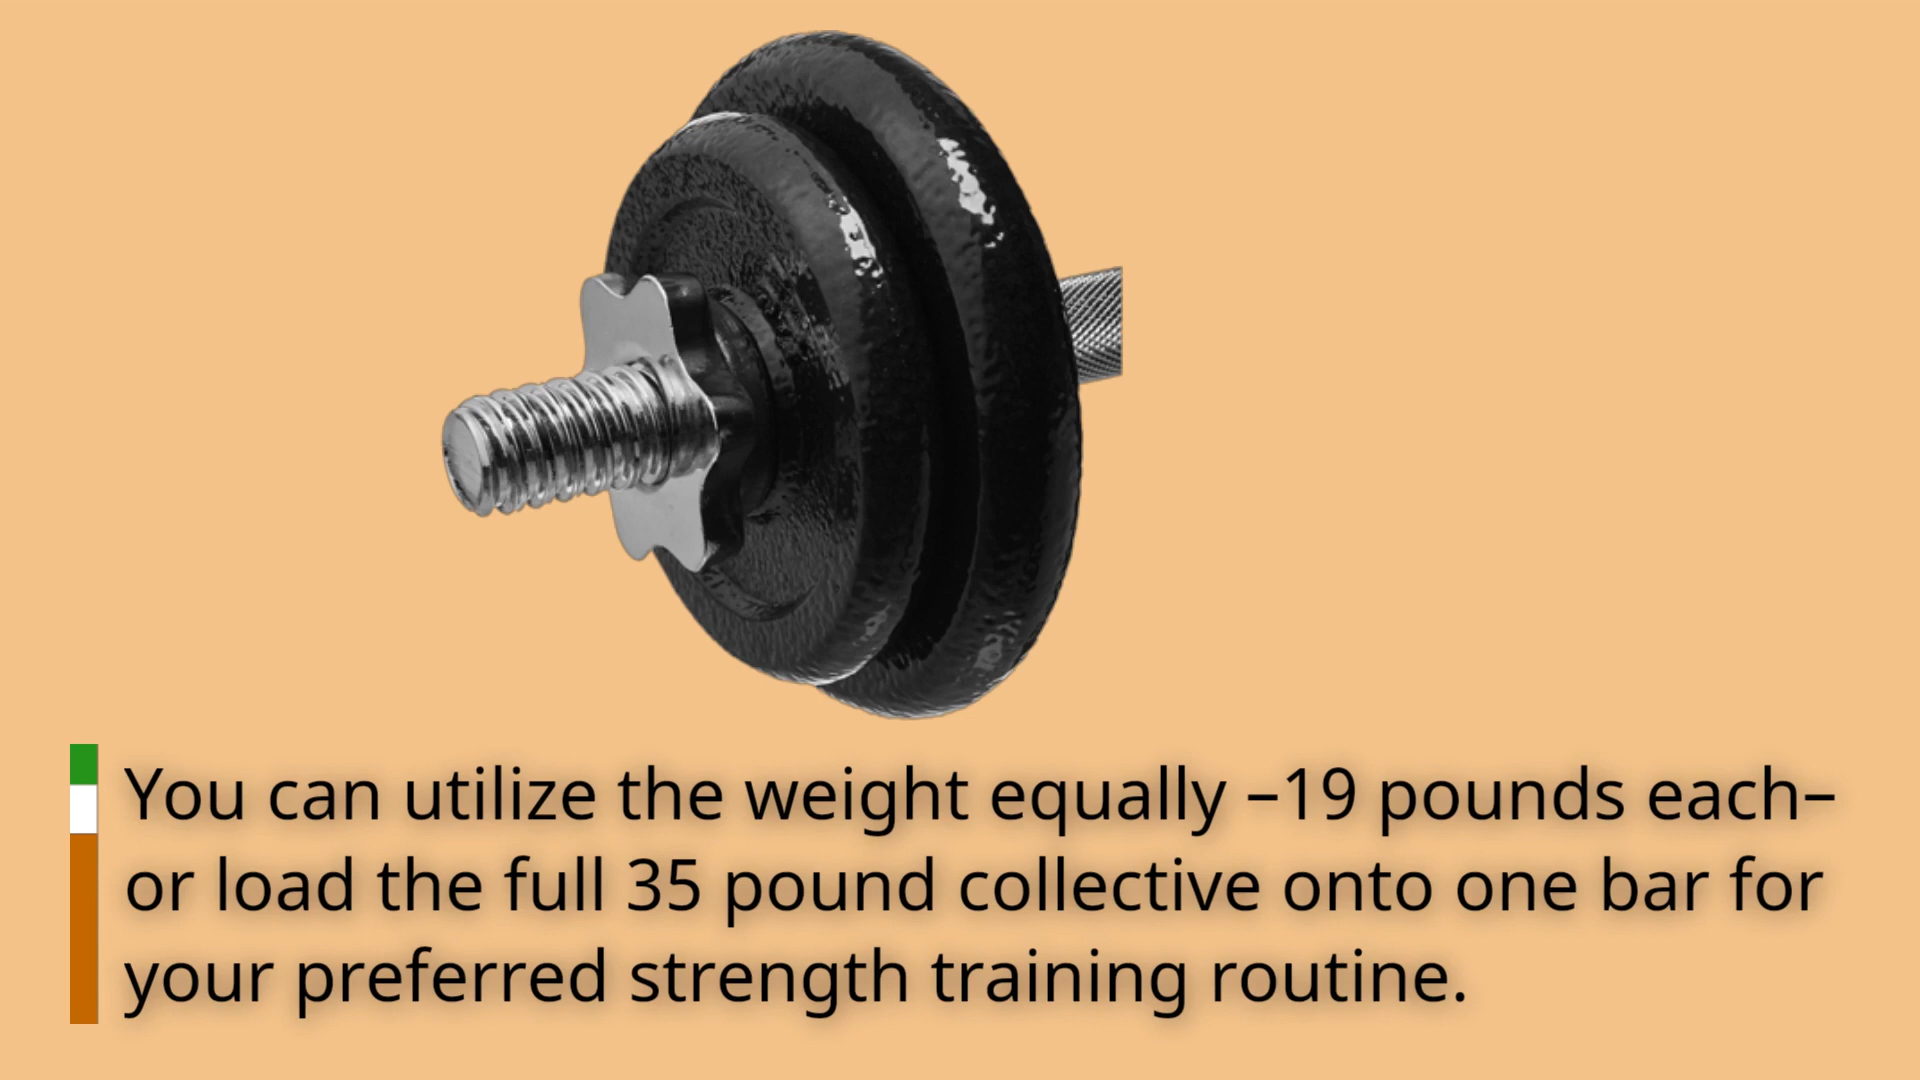 You can utilize the weight equally –19 pounds each–
or load the full 35 pound collective onto one bar for
your preferred strength training routine.